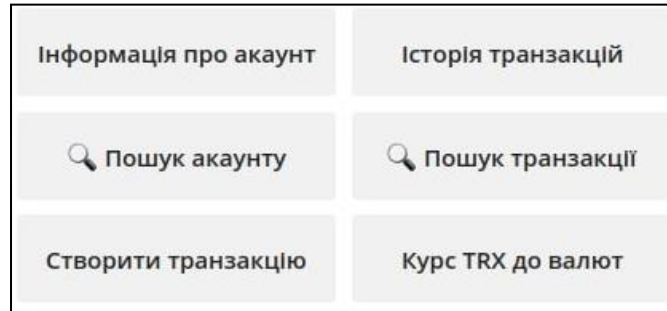 Інформація про акаунт
Історія транзакцій
🔍 Пошук акаунту
🔍 Пошук транзакції
Створити транзакцію
Курс TRX до валют